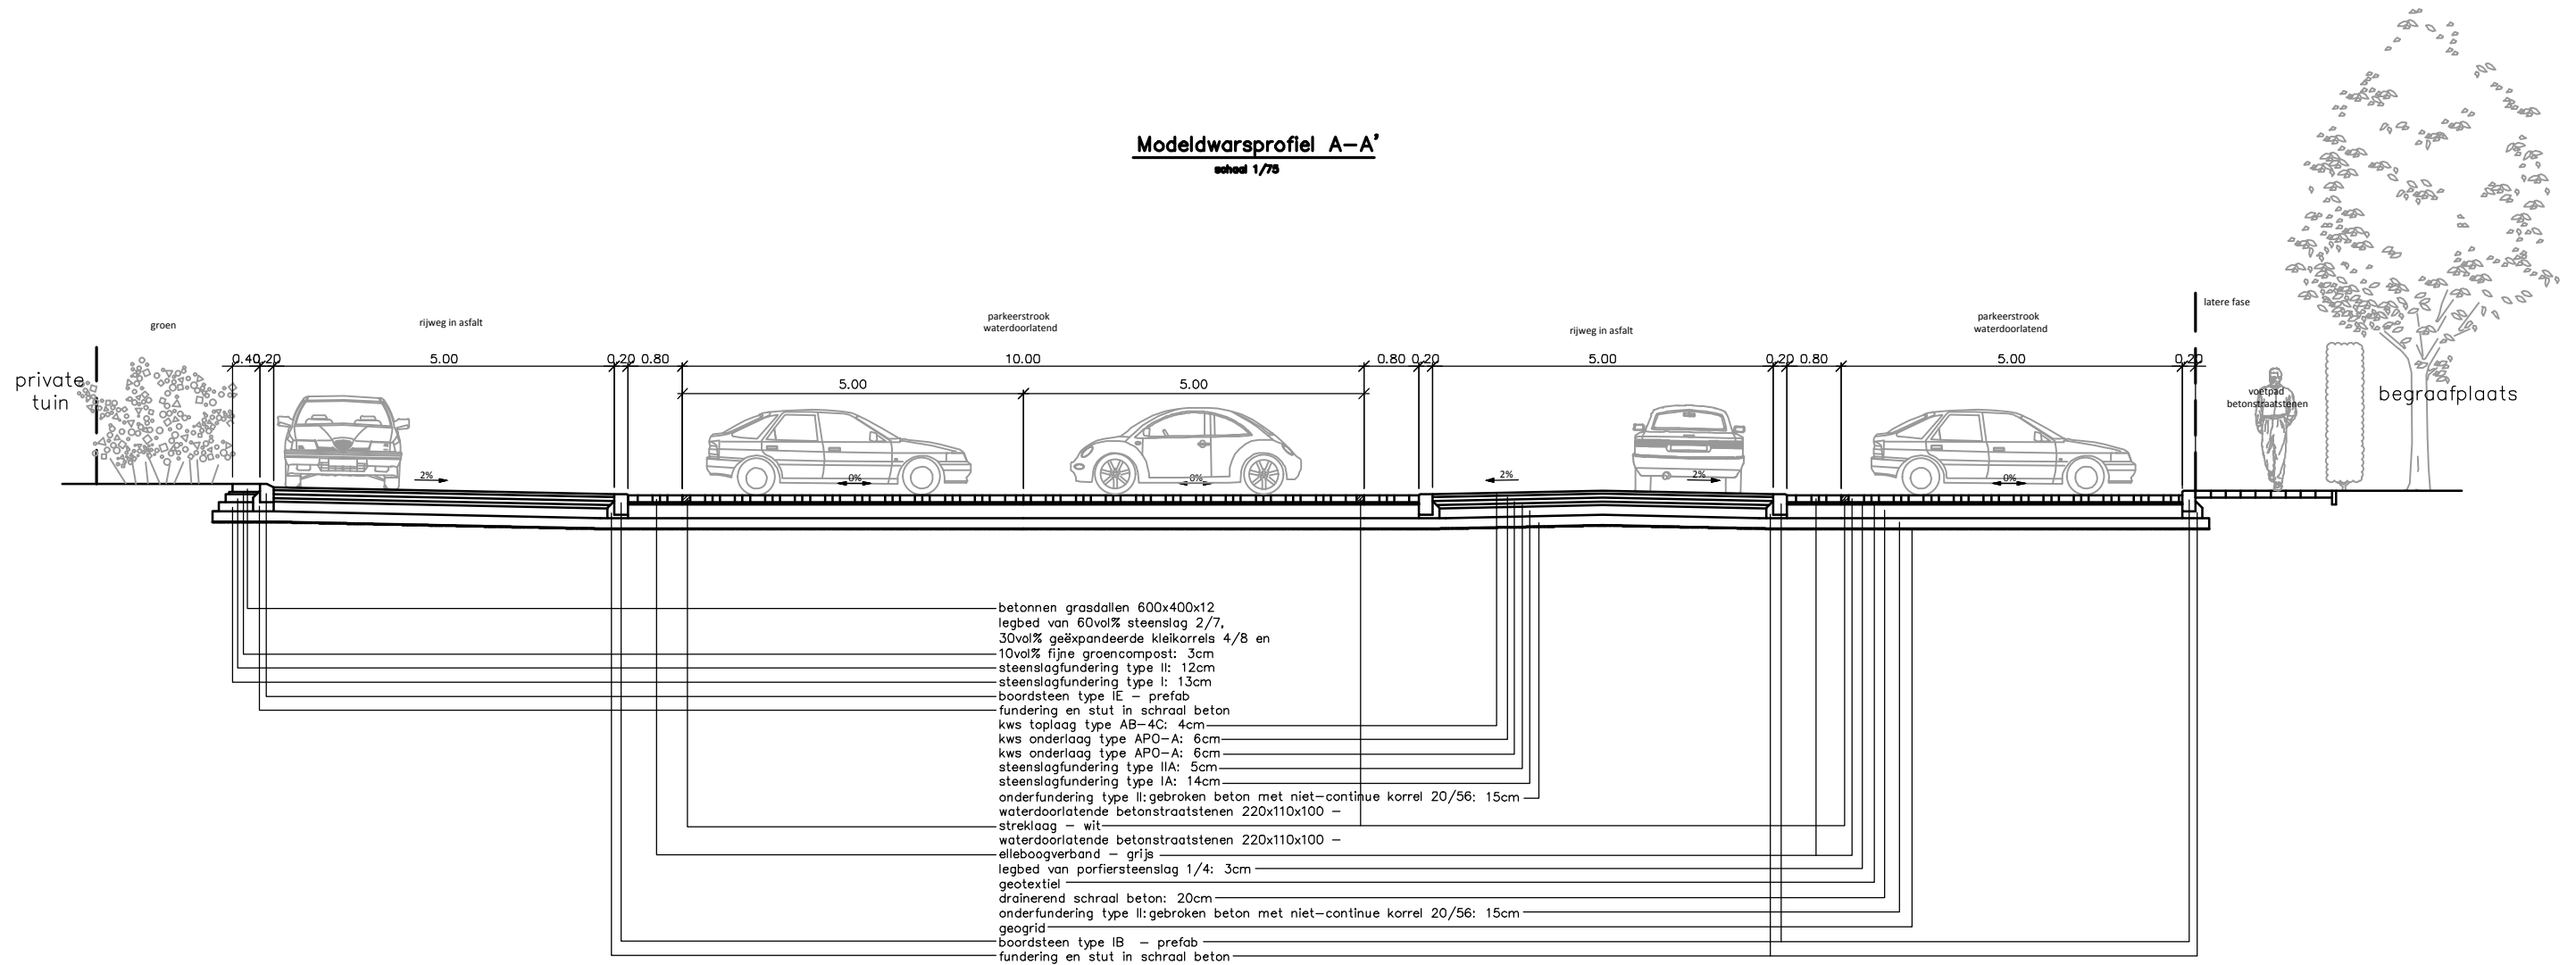 Modeldwarsprofiel A-A'
schaal 1/75
latere fase
groen
rijweg in asfalt
parkeerstrook
waterdoorlatend
rijweg in asfalt
parkeerstrook
waterdoorlatend
0.40 0.20 5.00 0.20 0.80 10.00 0.80 0.20 5.00 0.20 0.80 5.00 0.20
5.00 5.00
private
tuin
voetpad
betonstraatstenen
begraafplaats
2% 0% 0% 2% 2% 0%
betonnen grasdallen 600x400x12
legbed van 60vol% steenslag 2/7,
30vol% geëxpandeerde kleikorrels 4/8 en
10vol% fijne groencompost: 3cm
steenslagfundering type II: 12cm
steenslagfundering type I: 13cm
boordsteen type IE - prefab
fundering en stut in schraal beton
kws toplaag type AB-4C: 4cm
kws onderlaag type APO-A: 6cm
kws onderlaag type APO-A: 6cm
steenslagfundering type IIA: 5cm
steenslagfundering type IA: 14cm
onderfundering type II: gebroken beton met niet-continue korrel 20/56: 15cm
waterdoorlatende betonstraatstenen 220x110x100 -
streklaag - wit
waterdoorlatende betonstraatstenen 220x110x100 -
elleboogverband - grijs
legbed van porfiersteenslag 1/4: 3cm
geotextiel
drainerend schraal beton: 20cm
onderfundering type II: gebroken beton met niet-continue korrel 20/56: 15cm
geogrid
boordsteen type IB - prefab
fundering en stut in schraal beton